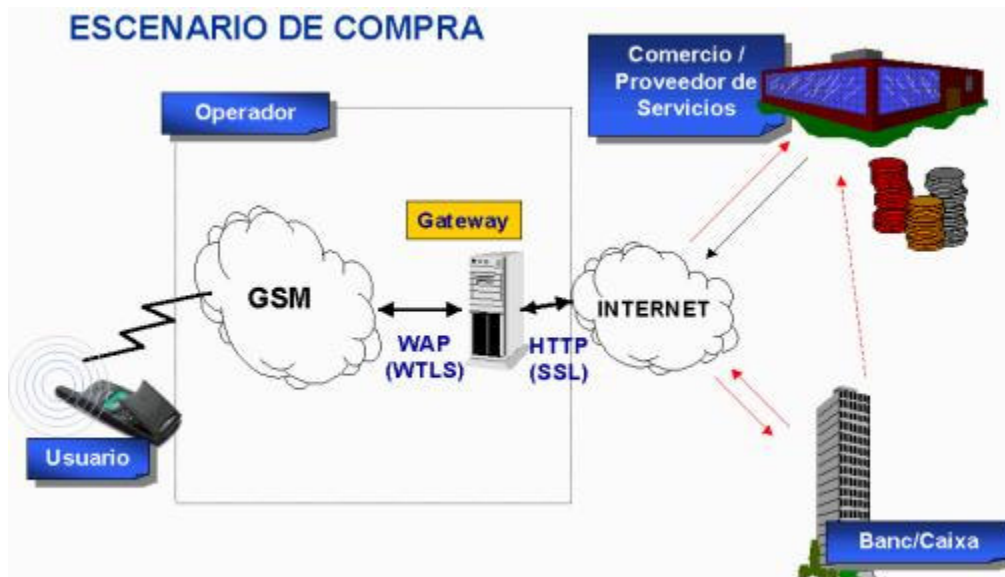 ESCENARIO DE COMPRA
Comercio /
Proveedor de
Servicios
Operador
Gateway
GSM
INTERNET
WAP
(WTLS)
HTTP
(SSL)
Usuario
Banc/Caixa